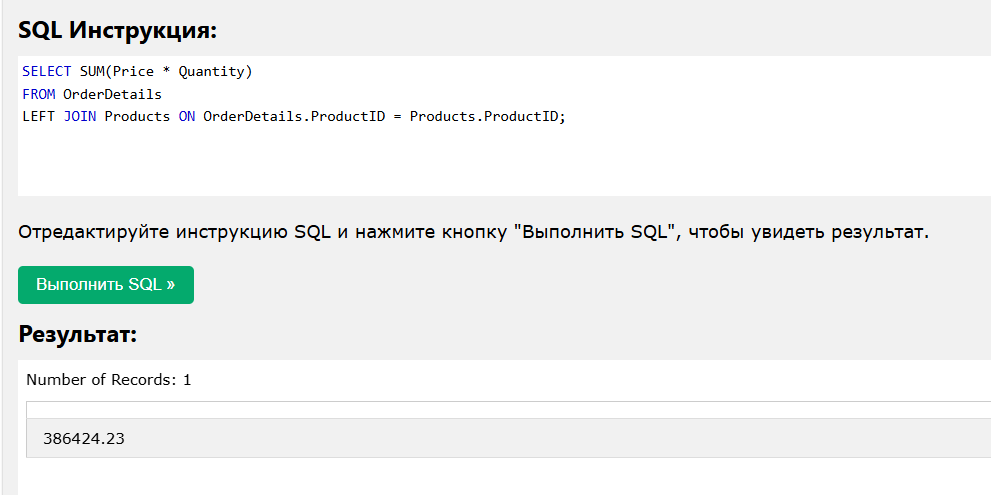 SQL Инструкция:
SELECT SUM(Price * Quantity)
FROM OrderDetails
LEFT JOIN Products ON OrderDetails.ProductID = Products.ProductID;
Отредактируйте инструкцию SQL и нажмите кнопку "Выполнить SQL", чтобы увидеть результат.
Выполнить SQL »
Результат:
Number of Records: 1
386424.23